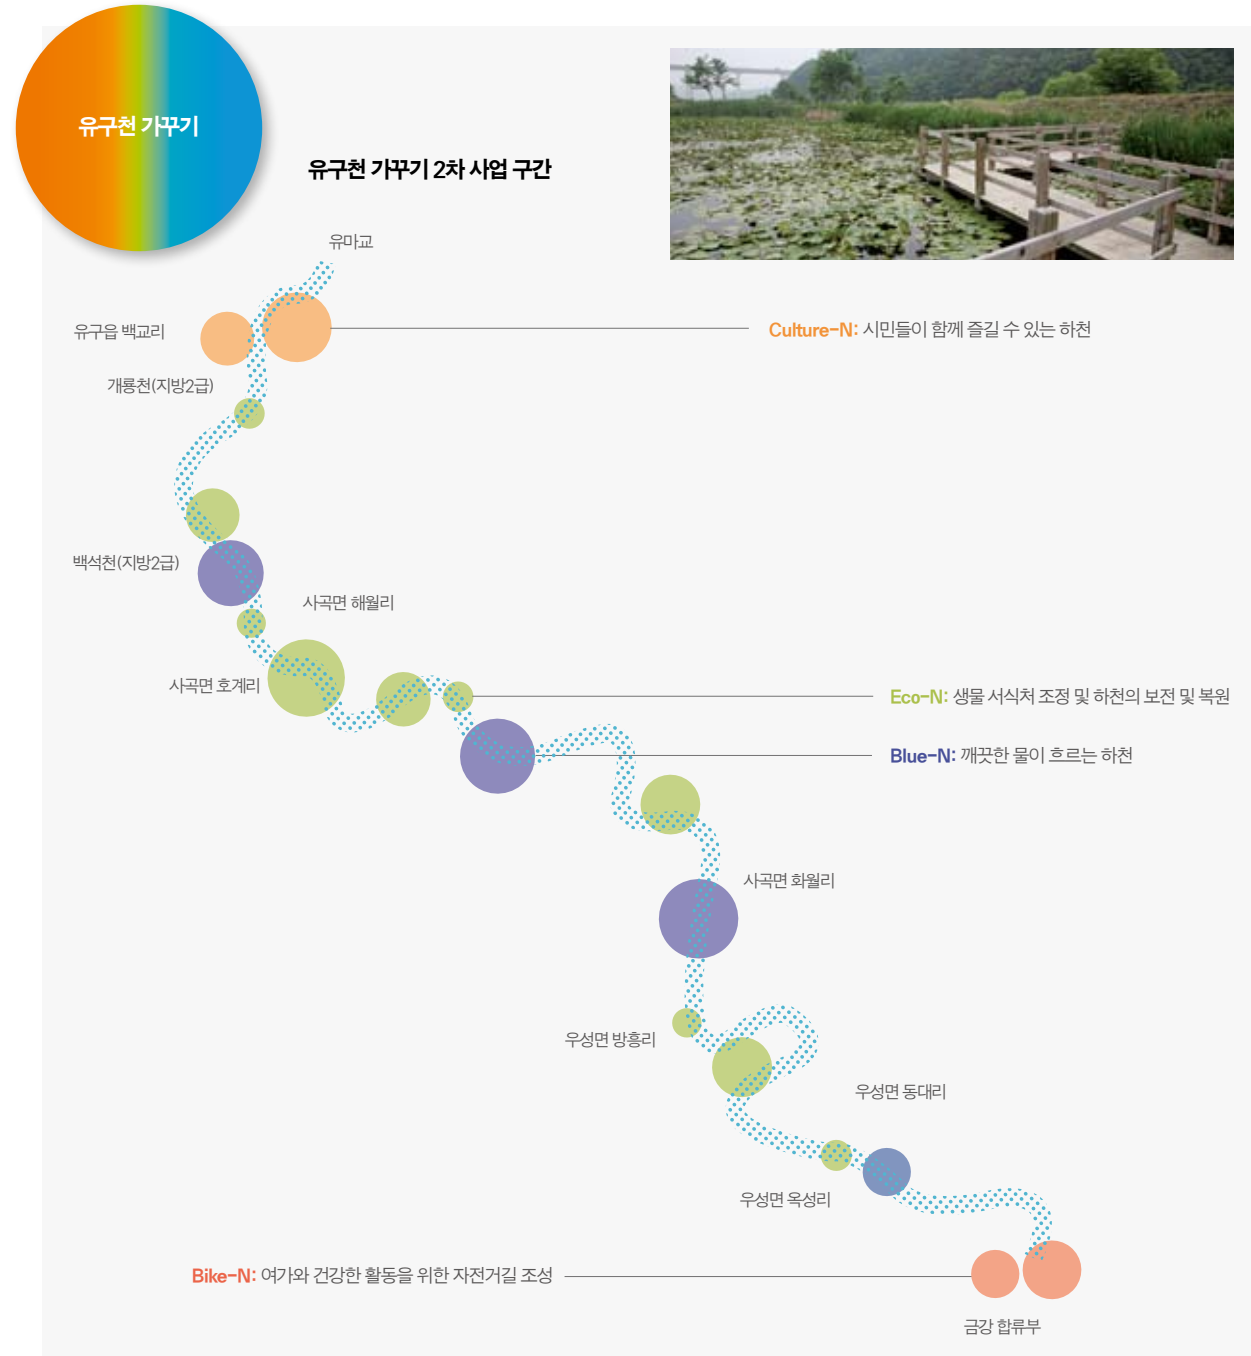 유구천 가꾸기
유구천 가꾸기 2차 사업 구간
유마교
유구읍 백교리
Culture-N: 시민들이 함께 즐길 수 있는 하천
개룡천(지방2급)
백석천(지방2급)
사곡면 해월리
사곡면 호계리
Eco-N: 생물 서식처 조정 및 하천의 보전 및 복원
Blue-N: 깨끗한 물이 흐르는 하천
사곡면 화월리
우성면 방흥리
우성면 동대리
우성면 옥성리
Bike-N: 여가와 건강한 활동을 위한 자전거길 조성
금강 합류부